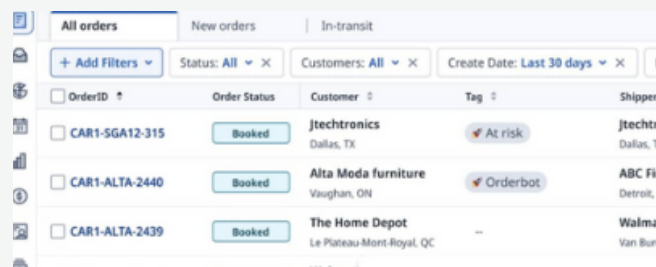 All orders New orders In-transit
+ Add Filters Status: All Customers: All Create Date: Last 30 days
OrderID Order Status Customer Tag Shipper
CAR1-SGA12-315 Booked Jtechtronics At risk
Dallas, TX Dallas,
CAR1-ALTA-2440 Booked Alta Moda furniture Orderbot ABC Fi
Vaughan, ON Detroit,
CAR1-ALTA-2439 Booked The Home Depot -- Walma
Le Plateau-Mont-Royal, QC Van Bur